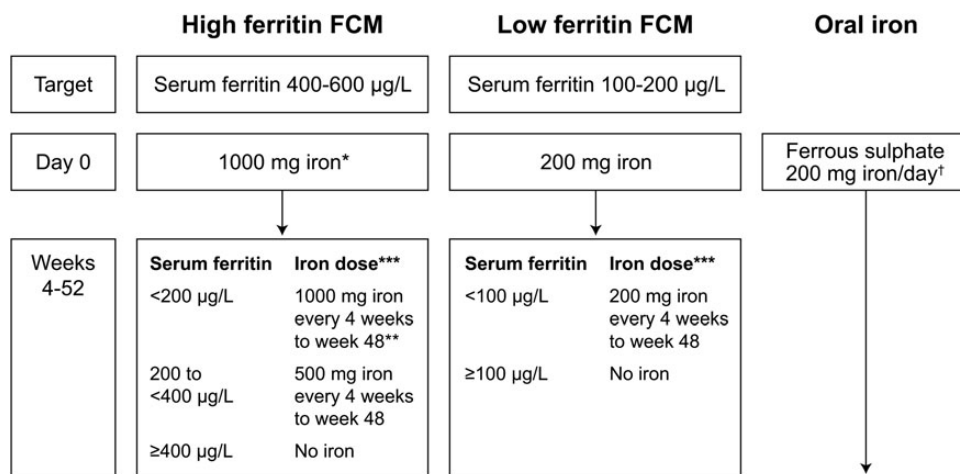 High ferritin FCM
Low ferritin FCM
Oral iron
Target
Serum ferritin 400-600 µg/L
Serum ferritin 100-200 µg/L
Day 0
1000 mg iron*
200 mg iron
Ferrous sulphate
200 mg iron/day†
Weeks
4-52
Serum ferritin
Iron dose***
<200 µg/L
1000 mg iron
every 4 weeks
to week 48**
200 to
<400 µg/L
500 mg iron
every 4 weeks
to week 48
≥400 µg/L
No iron
Serum ferritin
Iron dose***
<100 µg/L
200 mg iron
every 4 weeks
to week 48
≥100 µg/L
No iron